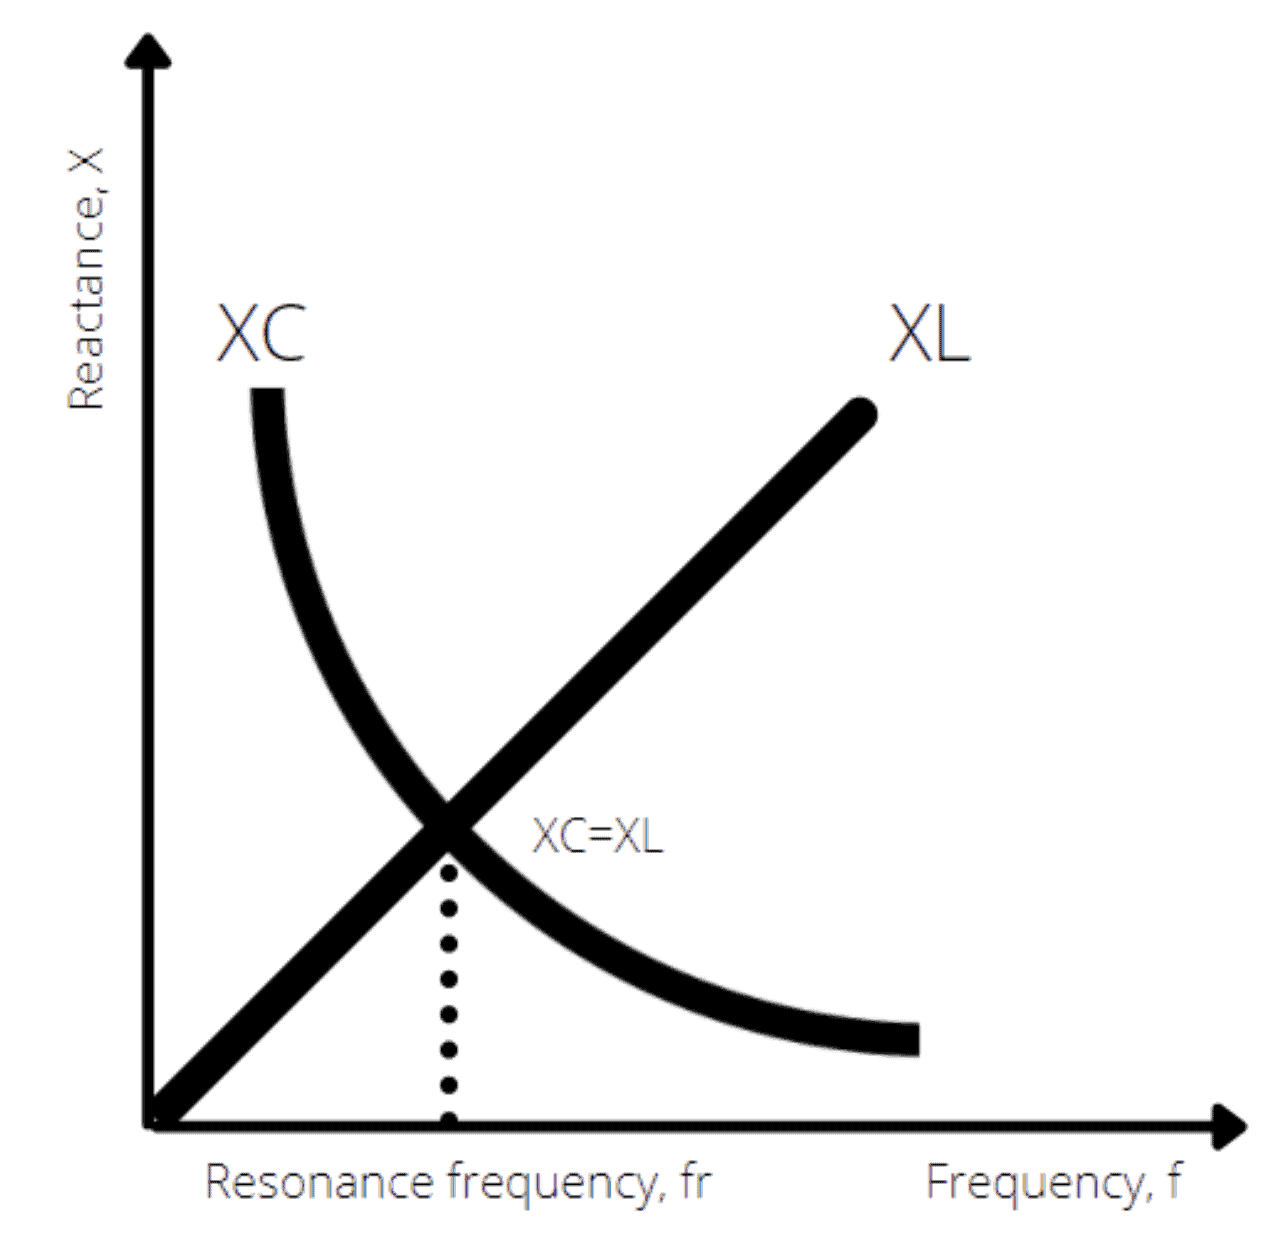 Reactance, X
XC
XL
XC=XL
Resonance frequency, fr
Frequency, f